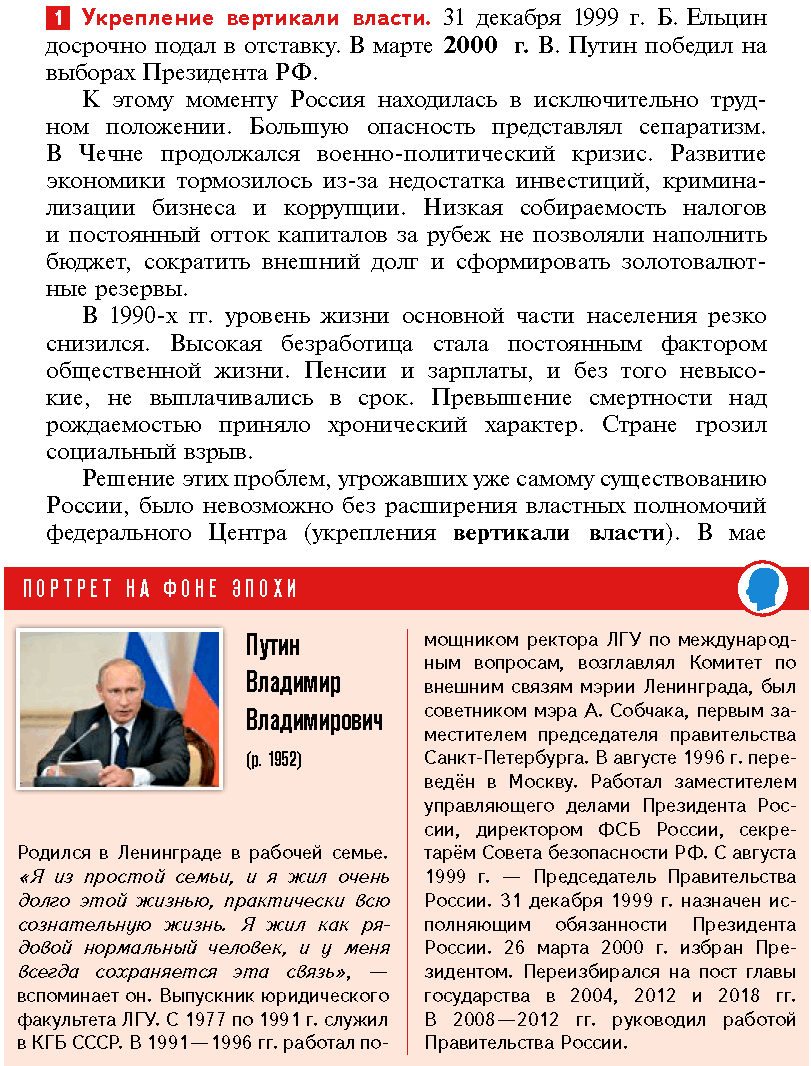 1 Укрепление вертикали власти. 31 декабря 1999 г. Б. Ельцин
досрочно подал в отставку. В марте 2000 г. В. Путин победил на
выборах Президента РФ.
К этому моменту Россия находилась в исключительно труд-
ном положении. Большую опасность представлял сепаратизм.
В Чечне продолжался военно-политический кризис. Развитие
экономики тормозилось из-за недостатка инвестиций, кримина-
лизации бизнеса и коррупции. Низкая собираемость налогов
и постоянный отток капиталов за рубеж не позволяли наполнить
бюджет, сократить внешний долг и сформировать золотовалют-
ные резервы.
В 1990-х гг. уровень жизни основной части населения резко
снизился. Высокая безработица стала постоянным фактором
общественной жизни. Пенсии и зарплаты, и без того невысо-
кие, не выплачивались в срок. Превышение смертности над
рождаемостью приняло хронический характер. Стране грозил
социальный взрыв.
Решение этих проблем, угрожавших уже самому существованию
России, было невозможно без расширения властных полномочий
федерального Центра (укрепления вертикали власти). В мае
ПОРТРЕТ НА ФОНЕ ЭПОХИ
Путин
Владимир
Владимирович
(р. 1952)
Родился в Ленинграде в рабочей семье.
«Я из простой семьи, и я жил очень
долго этой жизнью, практически всю
сознательную жизнь. Я жил как ря-
довой нормальный человек, и у меня
всегда сохраняется эта связь», —
вспоминает он. Выпускник юридического
факультета ЛГУ. С 1977 по 1991 г. служил
в КГБ СССР. В 1991—1996 гг. работал по-
мощником ректора ЛГУ по международ-
ным вопросам, возглавлял Комитет по
внешним связям мэрии Ленинграда, был
советником мэра А. Собчака, первым за-
местителем председателя правительства
Санкт-Петербурга. В августе 1996 г. пере-
ведён в Москву. Работал заместителем
управляющего делами Президента Рос-
сии, директором ФСБ России, секре-
тарём Совета безопасности РФ. С августа
1999 г. — Председатель Правительства
России. 31 декабря 1999 г. назначен ис-
полняющим обязанности Президента
России. 26 марта 2000 г. избран Пре-
зидентом. Переизбирался на пост главы
государства в 2004, 2012 и 2018 гг.
В 2008—2012 гг. руководил работой
Правительства России.